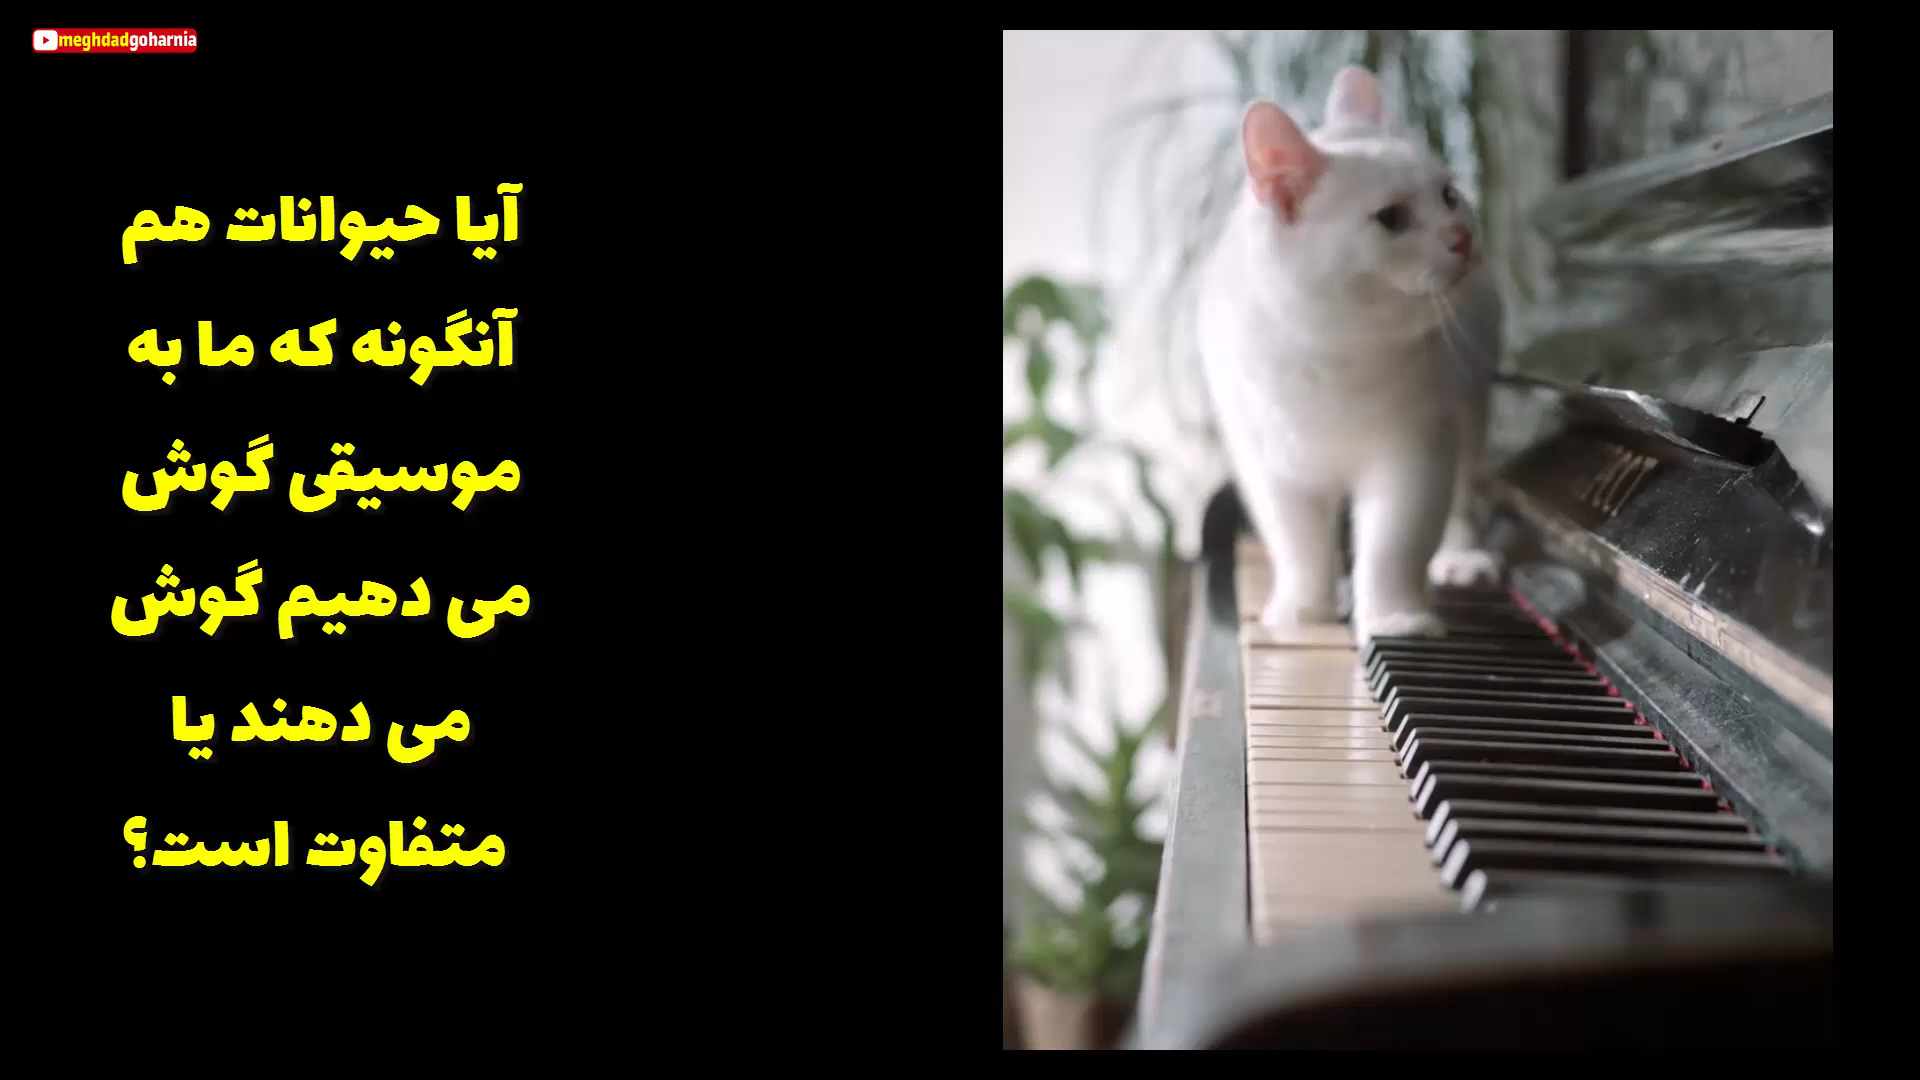 meghdadgoharnia
آیا حیوانات هم
آنگونه که ما به
موسیقی گوش
می دهیم گوش
می دهند یا
متفاوت است؟